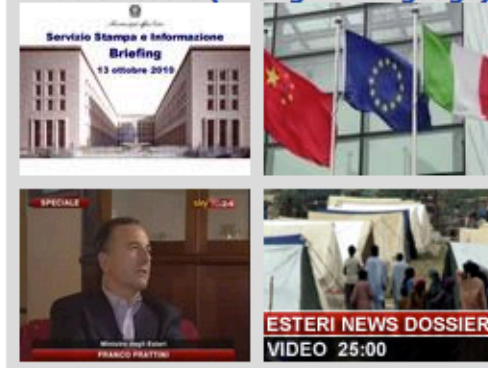 Servizio Stampa e Informazione
Briefing
13 ottobre 2010
SPECIALE
sky
24
Ministro degli Esteri
FRANCO FRATTINI
ESTERI NEWS DOSSIER
VIDEO 25:00